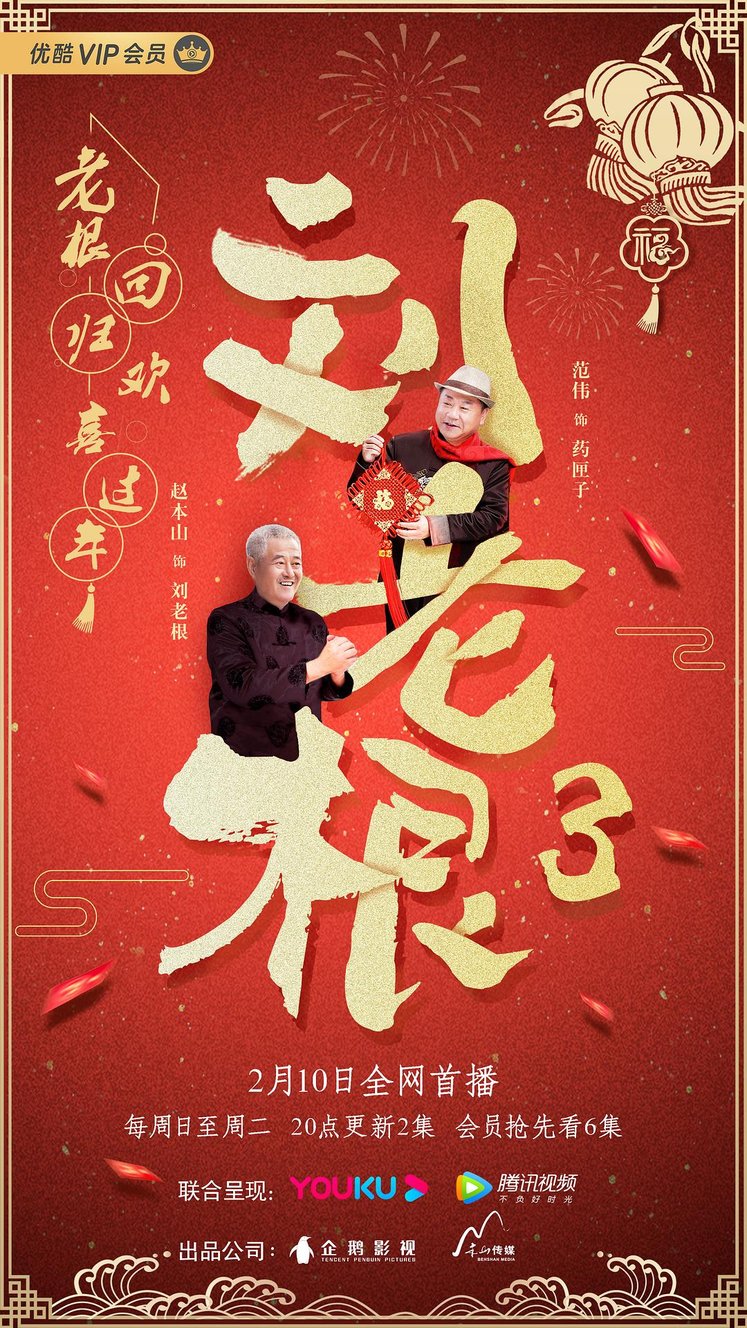 优酷VIP会员
老根回归
欢喜过年
福
刘老根3
范伟 饰 药匣子
福
赵本山 饰 刘老根
2月10日全网首播
每周日至周二 20点更新2集 会员抢先看6集
联合呈现：YOUKU 腾讯视频
不负好时光
出品公司：企鹅影视 本山传媒
TENCENT PENGUIN PICTURES BENSHAN MEDIA